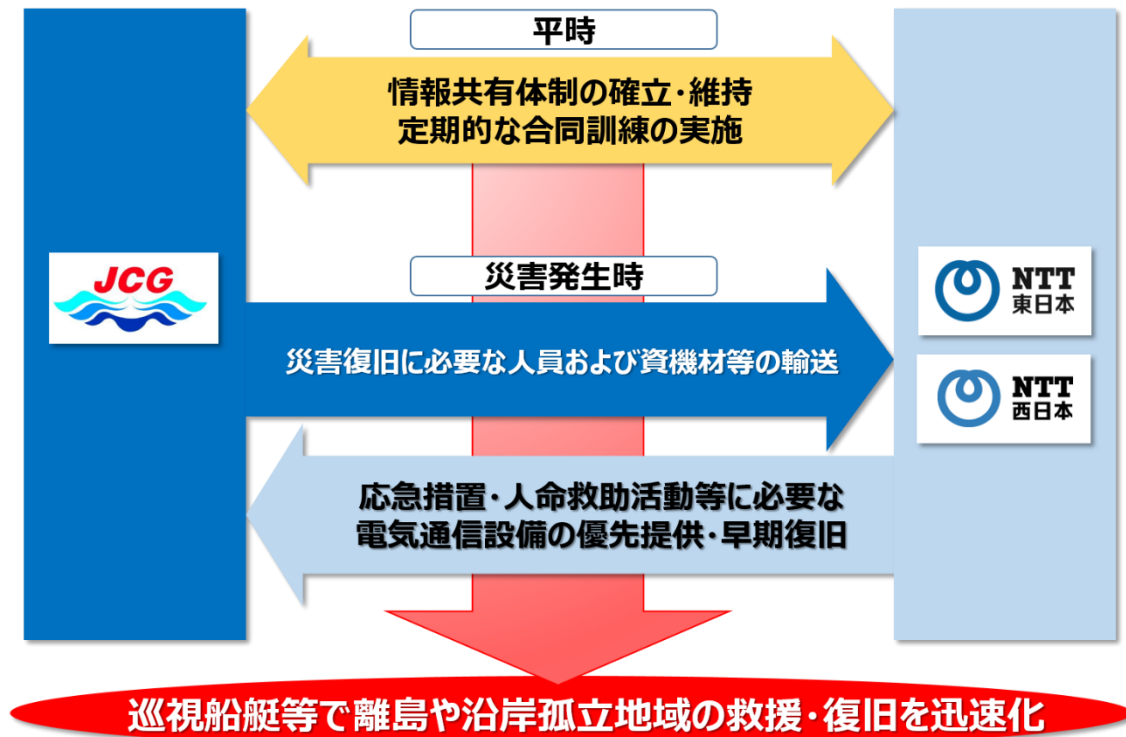 平時
情報共有体制の確立・維持
定期的な合同訓練の実施
JCG
災害発生時
NTT
東日本
災害復旧に必要な人員および資機材等の輸送
NTT
西日本
応急措置・人命救助活動等に必要な
電気通信設備の優先提供・早期復旧
巡視船艇等で離島や沿岸孤立地域の救援・復旧を迅速化